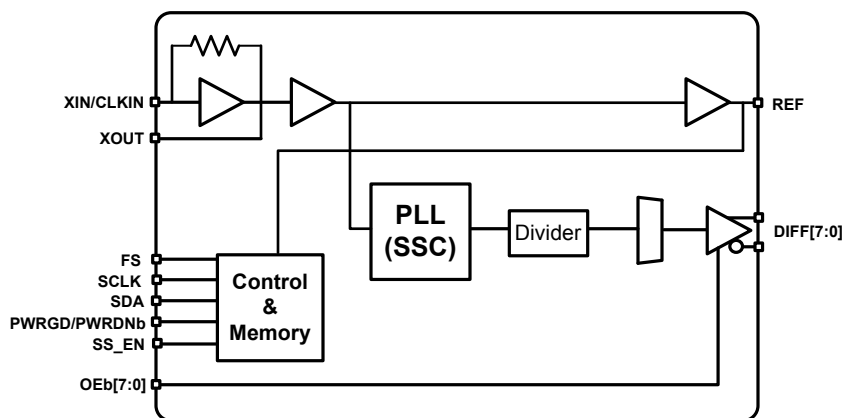 XIN/CLKIN
XOUT
REF
PLL
(SSC)
Divider
DIFF[7:0]
FS
SCLK
SDA
PWRGD/PWRDNb
SS_EN
Control
&
Memory
OEb[7:0]